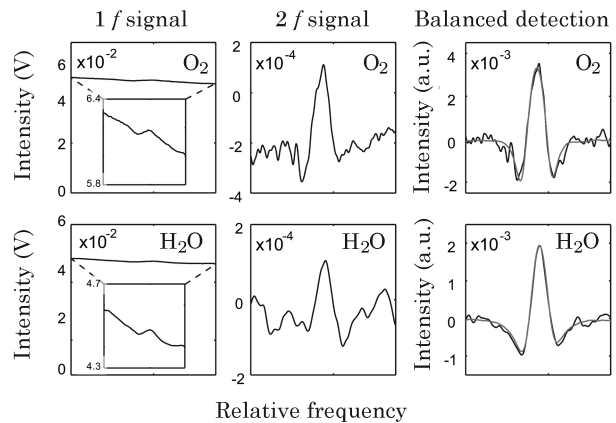 1 f signal 2 f signal Balanced detection
Intensity (V)
6
4
2
0
x10-2
O2
6.4
5.8
2
0
-2
-4
x10-4
O2
Intensity (a.u.)
4
2
0
-2
x10-3
O2
Intensity (V)
6
4
2
0
x10-2
H2O
4.7
4.3
2
0
-2
x10-4
H2O
Intensity (a.u.)
2
1
0
-1
x10-3
H2O
Relative frequency